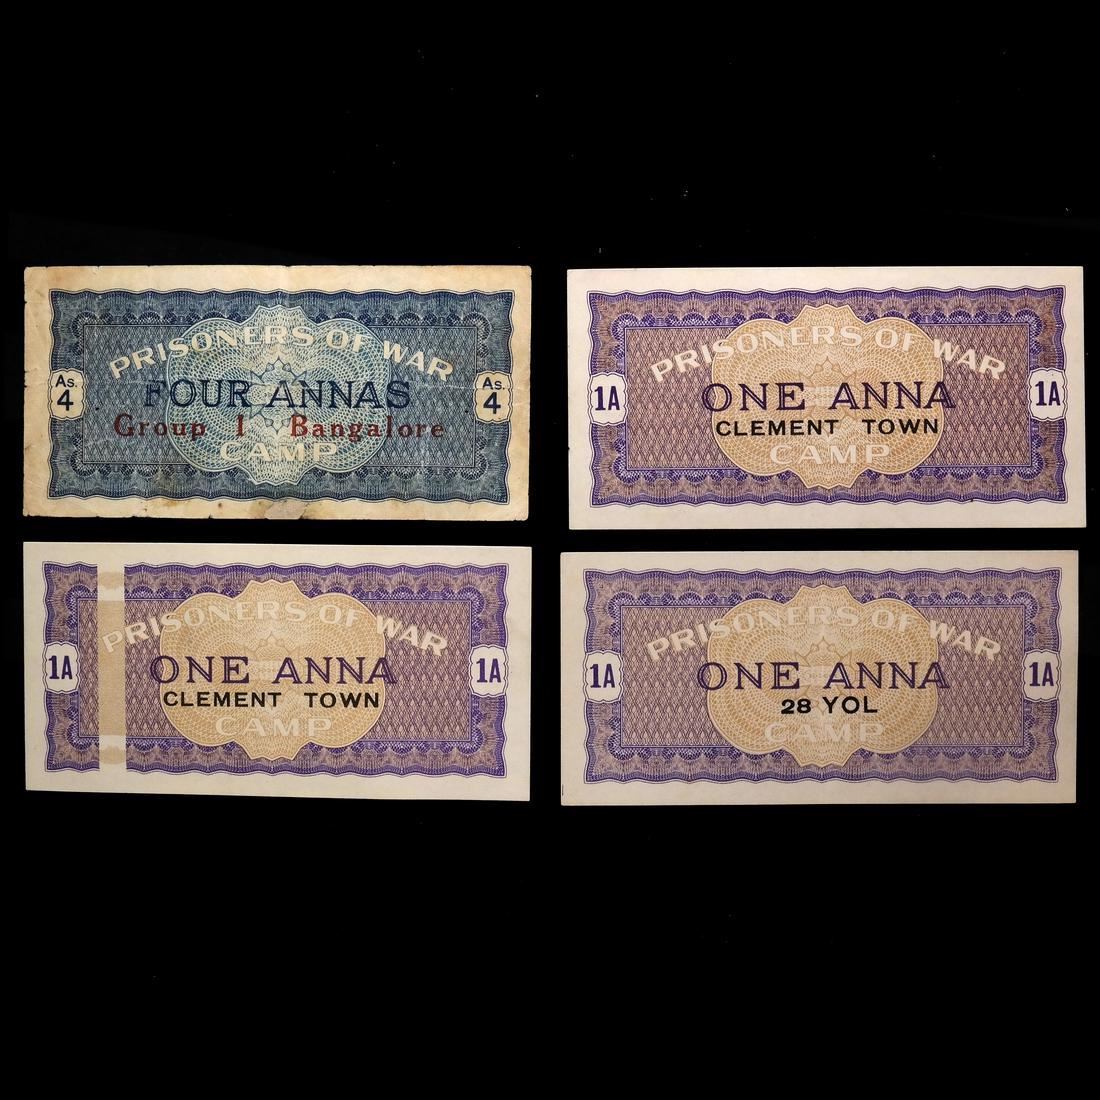 PRISONERS OF WAR
As. 4 FOUR ANNAS As. 4
Group I Bangalore
CAMP
PRISONERS OF WAR
1A ONE ANNA 1A
CLEMENT TOWN
CAMP
PRISONERS OF WAR
1A ONE ANNA 1A
CLEMENT TOWN
CAMP
PRISONERS OF WAR
1A ONE ANNA 1A
28 YOL
CAMP